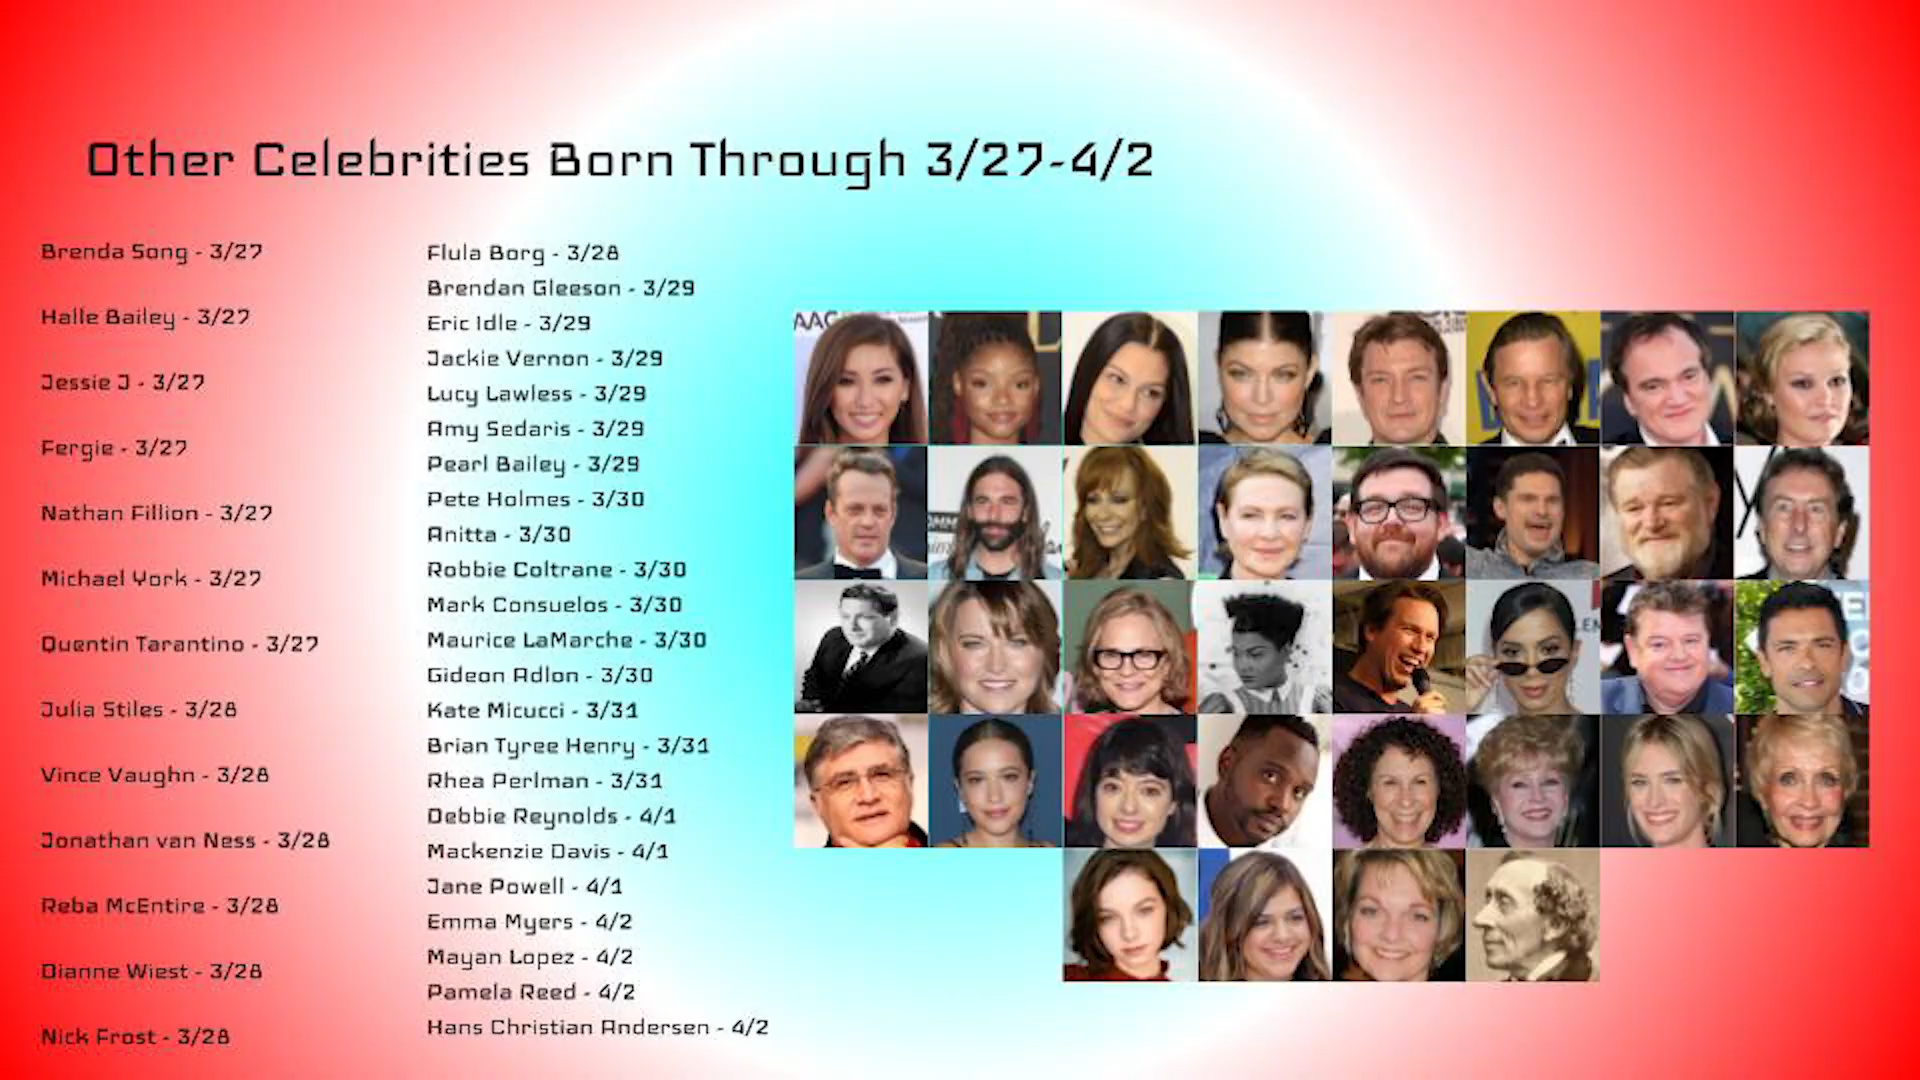 Other Celebrities Born Through 3/27-4/2
Brenda Song - 3/27
Halle Bailey - 3/27
Jessie J - 3/27
Fergie - 3/27
Nathan Fillion - 3/27
Michael York - 3/27
Quentin Tarantino - 3/27
Julia Stiles - 3/28
Vince Vaughn - 3/28
Jonathan van Ness - 3/28
Reba McEntire - 3/28
Dianne Wiest - 3/28
Nick Frost - 3/28
Flula Borg - 3/28
Brendan Gleeson - 3/29
Eric Idle - 3/29
Jackie Vernon - 3/29
Lucy Lawless - 3/29
Amy Sedaris - 3/29
Pearl Bailey - 3/29
Pete Holmes - 3/30
Anitta - 3/30
Robbie Coltrane - 3/30
Mark Consuelos - 3/30
Maurice LaMarche - 3/30
Gideon Adlon - 3/30
Kate Micucci - 3/31
Brian Tyree Henry - 3/31
Rhea Perlman - 3/31
Debbie Reynolds - 4/1
Mackenzie Davis - 4/1
Jane Powell - 4/1
Emma Myers - 4/2
Mayan Lopez - 4/2
Pamela Reed - 4/2
Hans Christian Andersen - 4/2
AAC